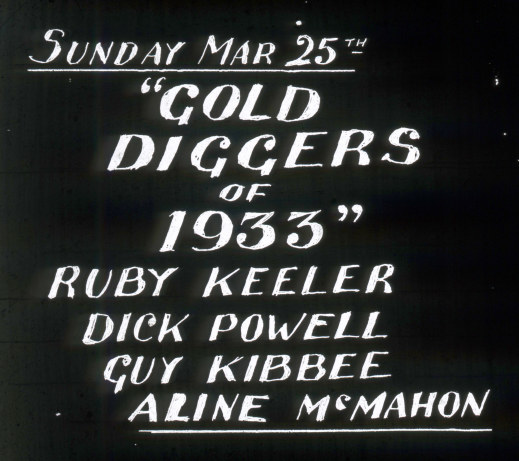 SUNDAY MAR 25TH
"GOLD
DIGGERS
OF
1933"
RUBY KEELER
DICK POWELL
GUY KIBBEE
ALINE McMAHON